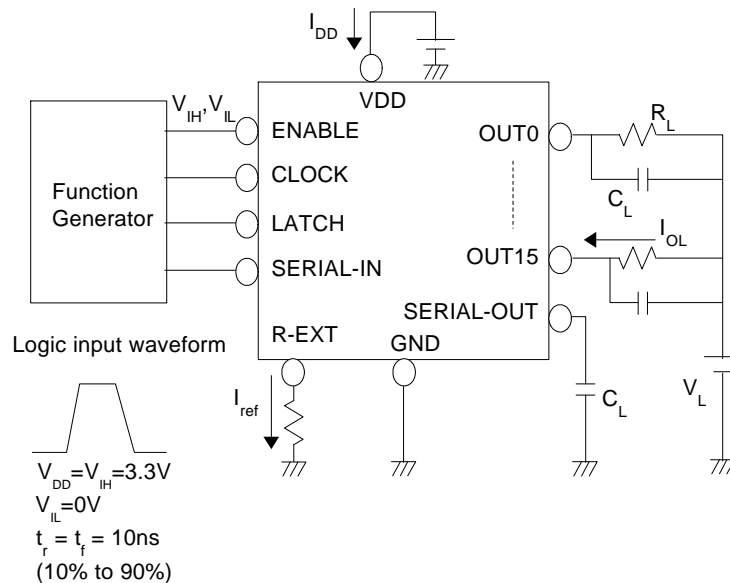 I_DD
VDD
V_IH, V_IL
ENABLE
CLOCK
LATCH
SERIAL-IN
Function
Generator
OUT0
R_L
C_L
I_OL
OUT15
SERIAL-OUT
R-EXT
GND
C_L
V_L
I_ref
Logic input waveform
V_DD=V_IH=3.3V
V_IL=0V
t_r = t_f = 10ns
(10% to 90%)